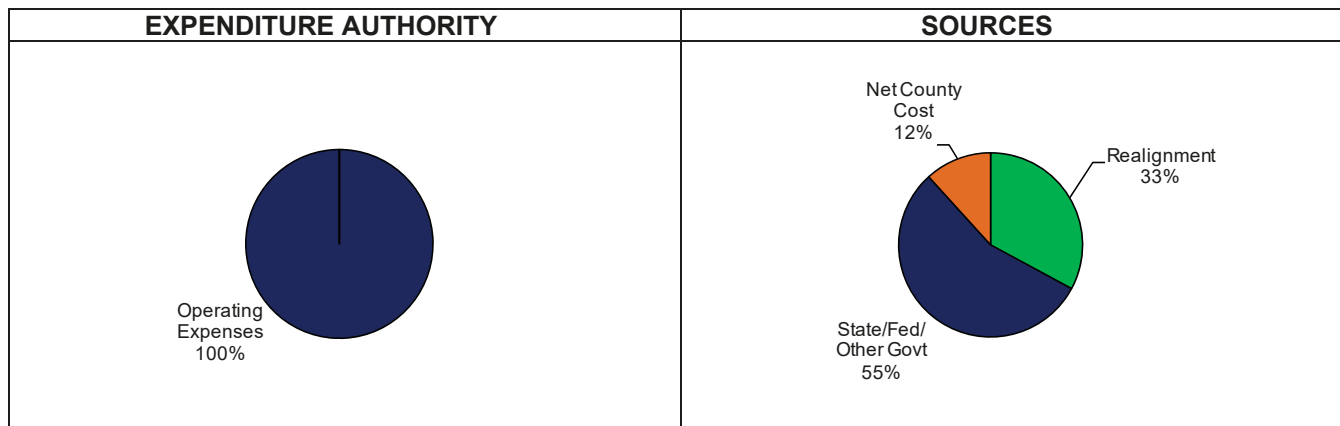 EXPENDITURE AUTHORITY
SOURCES
Operating
Expenses
100%
Net County
Cost
12%
Realignment
33%
State/Fed/
Other Govt
55%